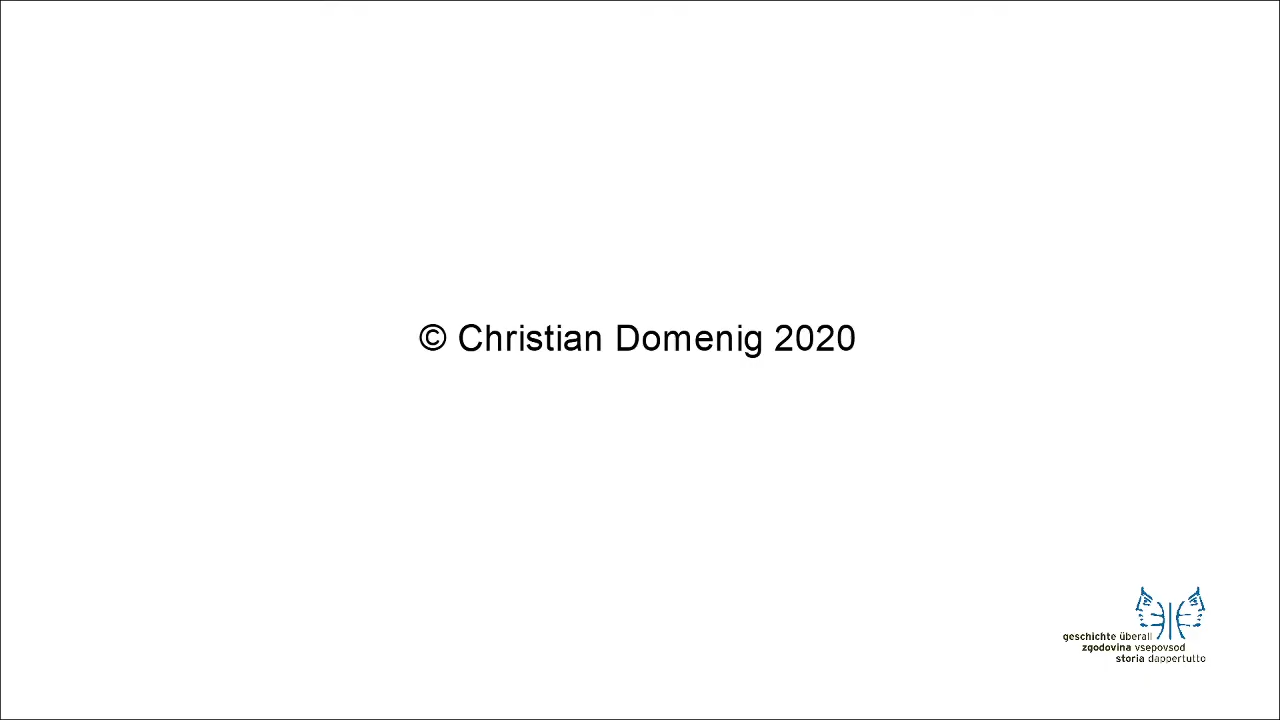 © Christian Domenig 2020
geschichte überall
zgodovina vsepovsod
storia dappertutto